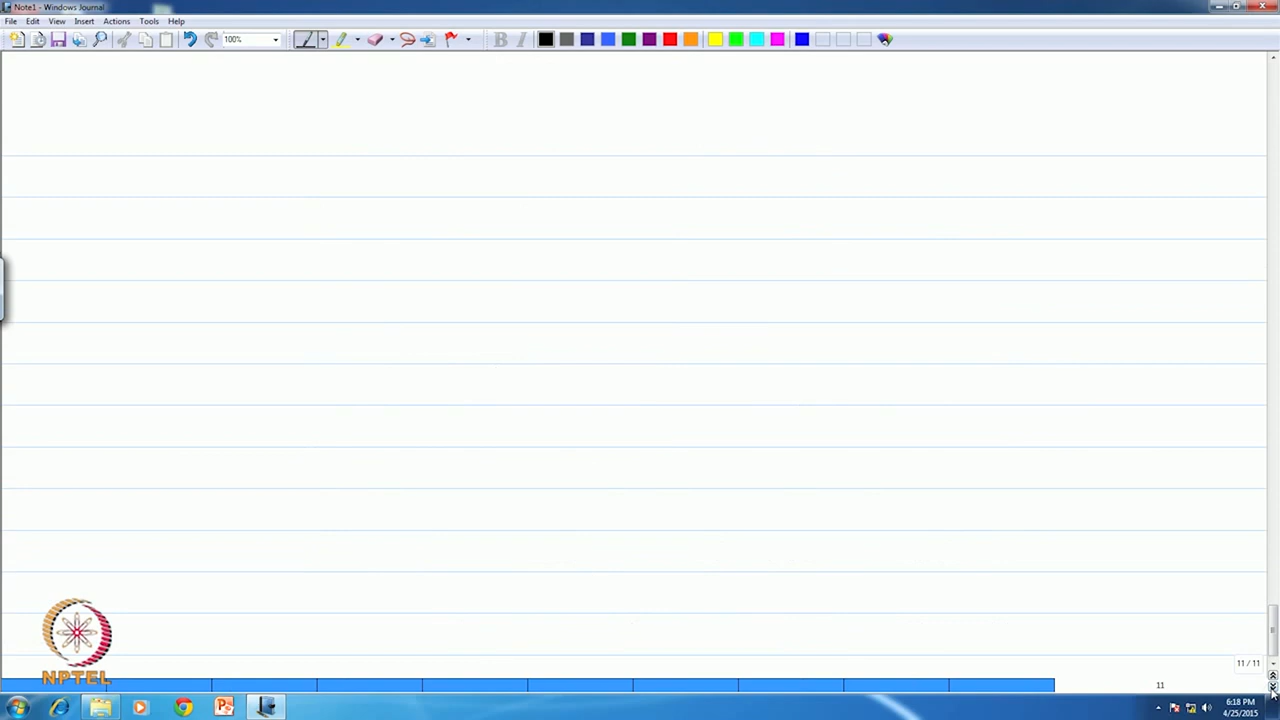 Note1 - Windows Journal
File Edit View Insert Actions Tools Help
100%
B I
NPTEL
11 / 11
11
6:18 PM
4/25/2015